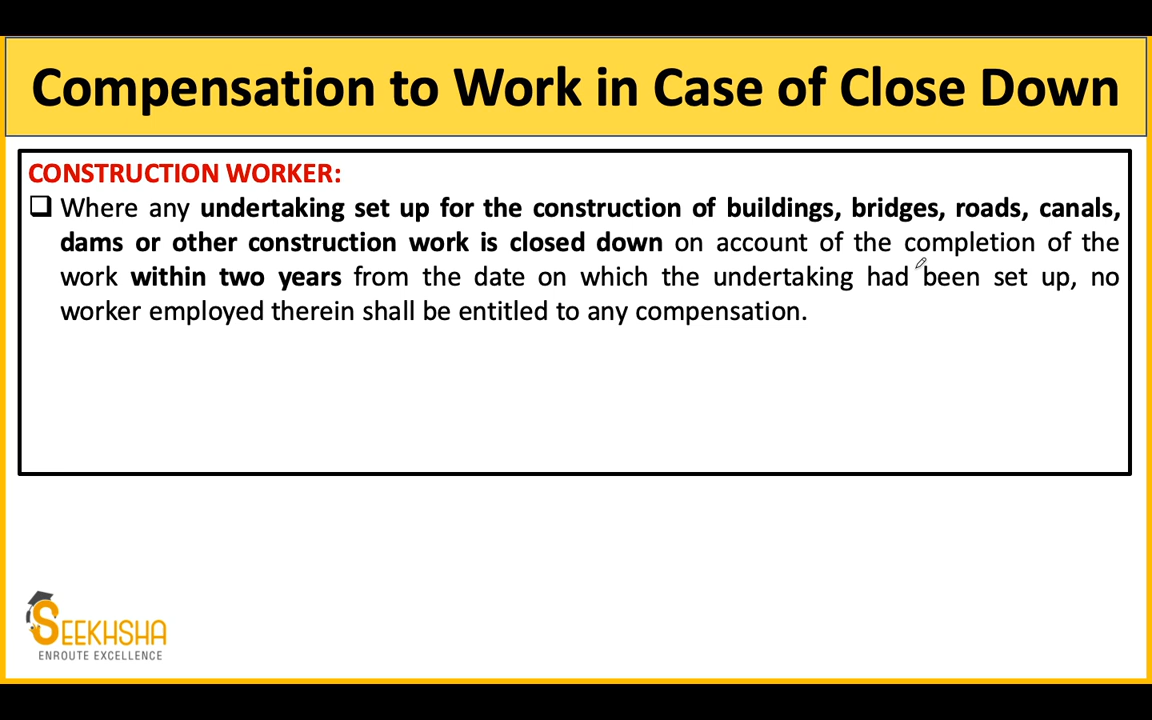 Compensation to Work in Case of Close Down
CONSTRUCTION WORKER:
Where any undertaking set up for the construction of buildings, bridges, roads, canals,
dams or other construction work is closed down on account of the completion of the
work within two years from the date on which the undertaking had been set up, no
worker employed therein shall be entitled to any compensation.
SEEKHSHA
ENROUTE EXCELLENCE